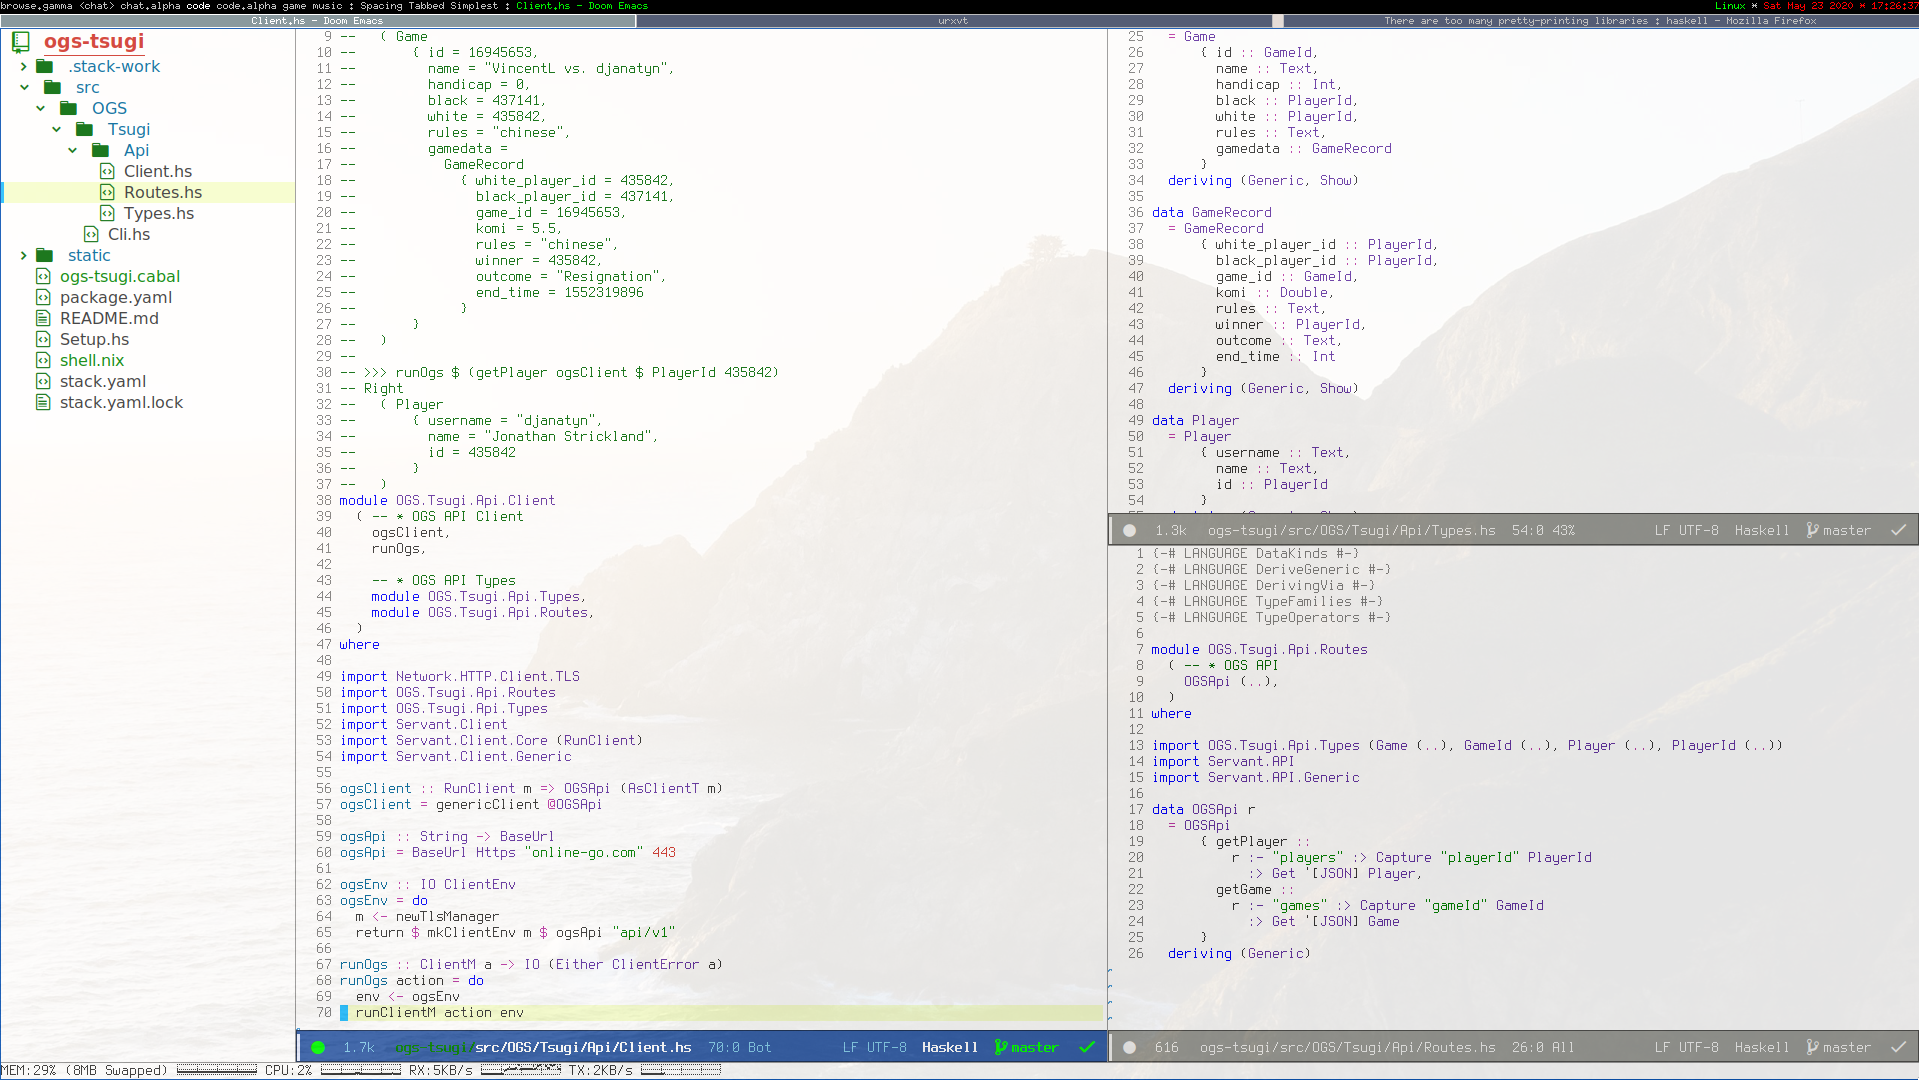 browse.gamma <chat> chat.alpha code code.alpha game music : Spacing Tabbed Simplest : Client.hs - Doom Emacs
Linux * Sat May 23 2020 * 17:26:37
Client.hs - Doom Emacs
urxvt
There are too many pretty-printing libraries : haskell - Mozilla Firefox
ogs-tsugi
.stack-work
src
OGS
Tsugi
Api
Client.hs
Routes.hs
Types.hs
Cli.hs
static
ogs-tsugi.cabal
package.yaml
README.md
Setup.hs
shell.nix
stack.yaml
stack.yaml.lock
9 --   ( Game
10 --       { id = 16945653,
11 --         name = "VincentL vs. djanatyn",
12 --         handicap = 0,
13 --         black = 437141,
14 --         white = 435842,
15 --         rules = "chinese",
16 --         gamedata =
17 --           GameRecord
18 --             { white_player_id = 435842,
19 --               black_player_id = 437141,
20 --               game_id = 16945653,
21 --               komi = 5.5,
22 --               rules = "chinese",
23 --               winner = 435842,
24 --               outcome = "Resignation",
25 --               end_time = 1552319896
26 --             }
27 --       }
28 --   )
29 --
30 -- >>> runOgs $ (getPlayer ogsClient $ PlayerId 435842)
31 -- Right
32 --   ( Player
33 --       { username = "djanatyn",
34 --         name = "Jonathan Strickland",
35 --         id = 435842
36 --       }
37 --   )
38 module OGS.Tsugi.Api.Client
39   ( -- * OGS API Client
40     ogsClient,
41     runOgs,
42
43     -- * OGS API Types
44     module OGS.Tsugi.Api.Types,
45     module OGS.Tsugi.Api.Routes,
46   )
47 where
48
49 import Network.HTTP.Client.TLS
50 import OGS.Tsugi.Api.Routes
51 import OGS.Tsugi.Api.Types
52 import Servant.Client
53 import Servant.Client.Core (RunClient)
54 import Servant.Client.Generic
55
56 ogsClient :: RunClient m => OGSApi (AsClientT m)
57 ogsClient = genericClient @OGSApi
58
59 ogsApi :: String -> BaseUrl
60 ogsApi = BaseUrl Https "online-go.com" 443
61
62 ogsEnv :: IO ClientEnv
63 ogsEnv = do
64   m <- newTlsManager
65   return $ mkClientEnv m $ ogsApi "api/v1"
66
67 runOgs :: ClientM a -> IO (Either ClientError a)
68 runOgs action = do
69   env <- ogsEnv
70   runClientM action env
1.7k ogs-tsugi/src/OGS/Tsugi/Api/Client.hs 70:0 Bot LF UTF-8 Haskell master
25   = Game
26       { id :: GameId,
27         name :: Text,
28         handicap :: Int,
29         black :: PlayerId,
30         white :: PlayerId,
31         rules :: Text,
32         gamedata :: GameRecord
33       }
34   deriving (Generic, Show)
35
36 data GameRecord
37   = GameRecord
38       { white_player_id :: PlayerId,
39         black_player_id :: PlayerId,
40         game_id :: GameId,
41         komi :: Double,
42         rules :: Text,
43         winner :: PlayerId,
44         outcome :: Text,
45         end_time :: Int
46       }
47   deriving (Generic, Show)
48
49 data Player
50   = Player
51       { username :: Text,
52         name :: Text,
53         id :: PlayerId
54       }
1.3k ogs-tsugi/src/OGS/Tsugi/Api/Types.hs 54:0 43% LF UTF-8 Haskell master
1 {-# LANGUAGE DataKinds #-}
2 {-# LANGUAGE DeriveGeneric #-}
3 {-# LANGUAGE DerivingVia #-}
4 {-# LANGUAGE TypeFamilies #-}
5 {-# LANGUAGE TypeOperators #-}
6
7 module OGS.Tsugi.Api.Routes
8   ( -- * OGS API
9     OGSApi (..),
10   )
11 where
12
13 import OGS.Tsugi.Api.Types (Game (..), GameId (..), Player (..), PlayerId (..))
14 import Servant.API
15 import Servant.API.Generic
16
17 data OGSApi r
18   = OGSApi
19       { getPlayer ::
20           r :- "players" :> Capture "playerId" PlayerId
21             :> Get '[JSON] Player,
22         getGame ::
23           r :- "games" :> Capture "gameId" GameId
24             :> Get '[JSON] Game
25       }
26   deriving (Generic)
616 ogs-tsugi/src/OGS/Tsugi/Api/Routes.hs 26:0 All LF UTF-8 Haskell master
MEM:29% (8MB Swapped) CPU:2% RX:5KB/s TX:2KB/s